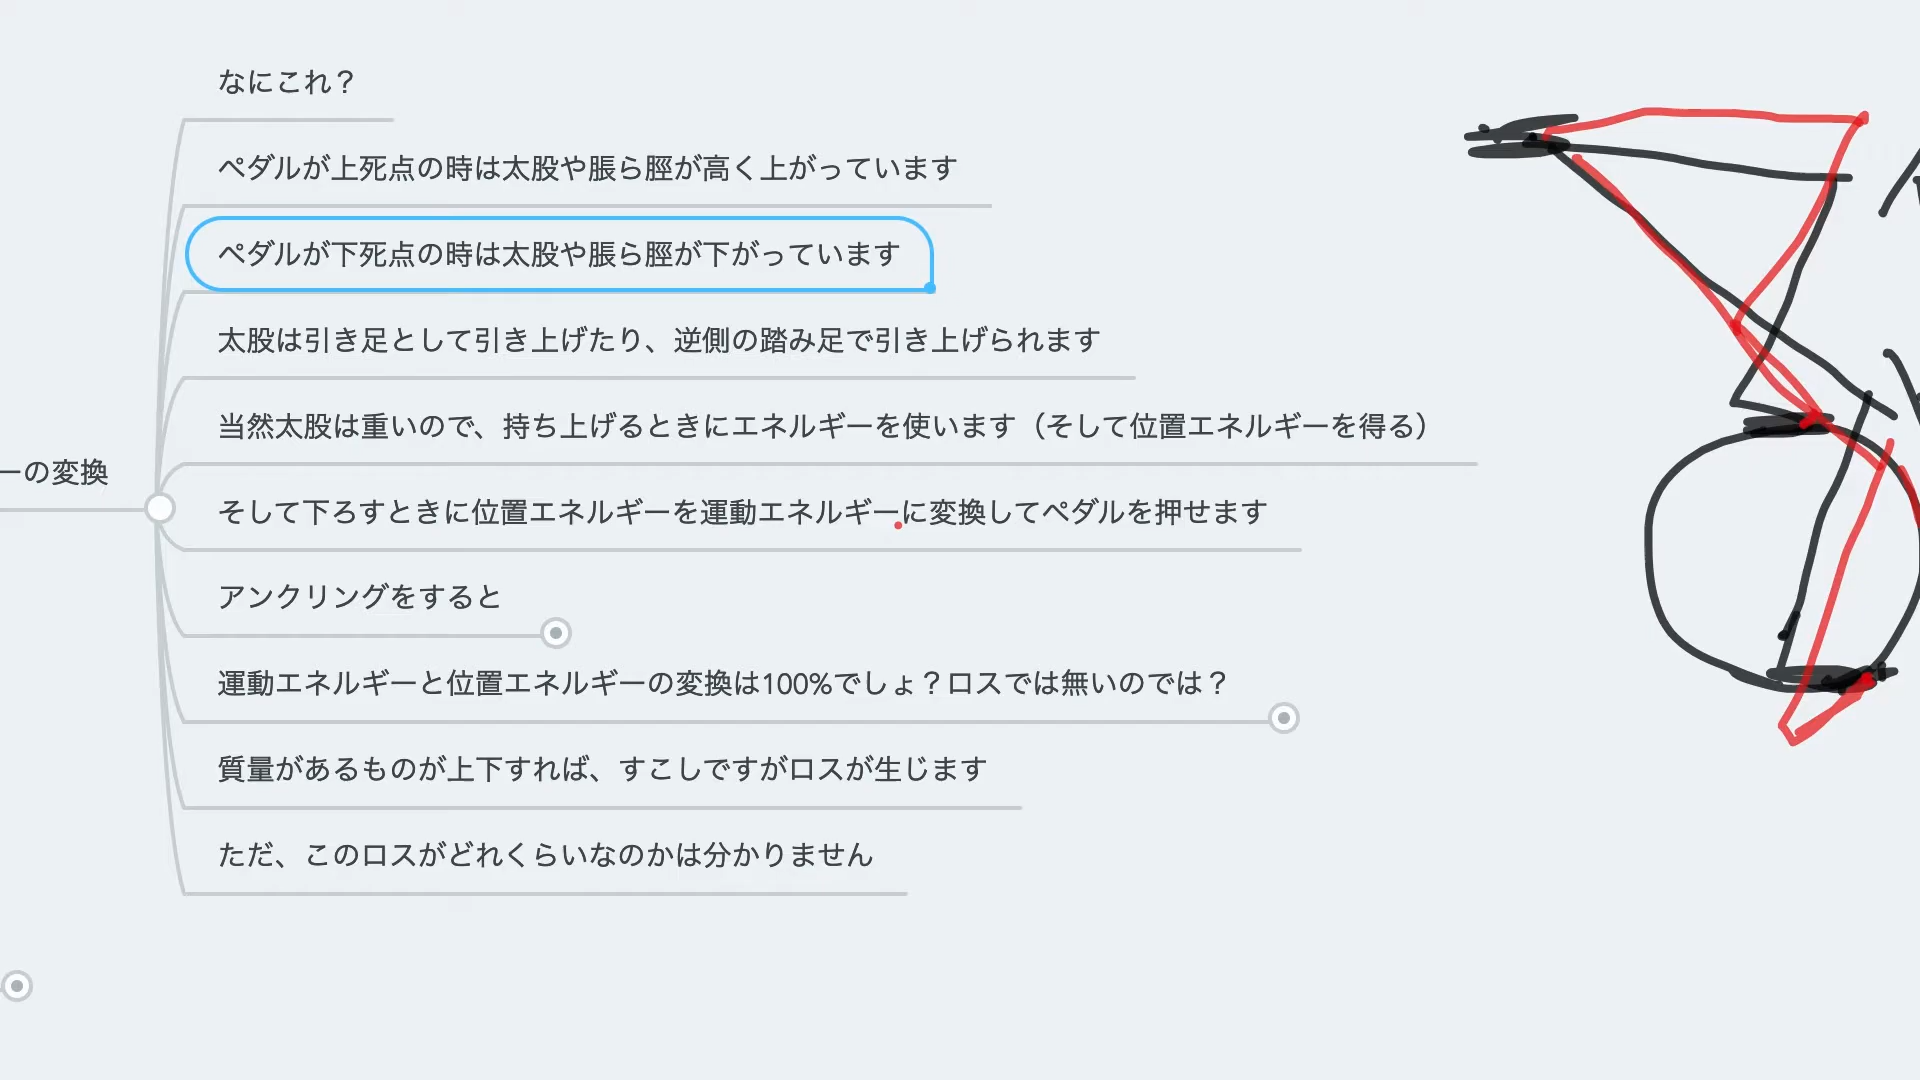 なにこれ？
ペダルが上死点の時は太股や脹ら脛が高く上がっています
ペダルが下死点の時は太股や脹ら脛が下がっています
太股は引き足として引き上げたり、逆側の踏み足で引き上げられます
当然太股は重いので、持ち上げるときにエネルギーを使います（そして位置エネルギーを得る）
ーの変換
そして下ろすときに位置エネルギーを運動エネルギーに変換してペダルを押せます
アンクリングをすると
運動エネルギーと位置エネルギーの変換は100%でしょ？ロスでは無いのでは？
質量があるものが上下すれば、すこしですがロスが生じます
ただ、このロスがどれくらいなのかは分かりません